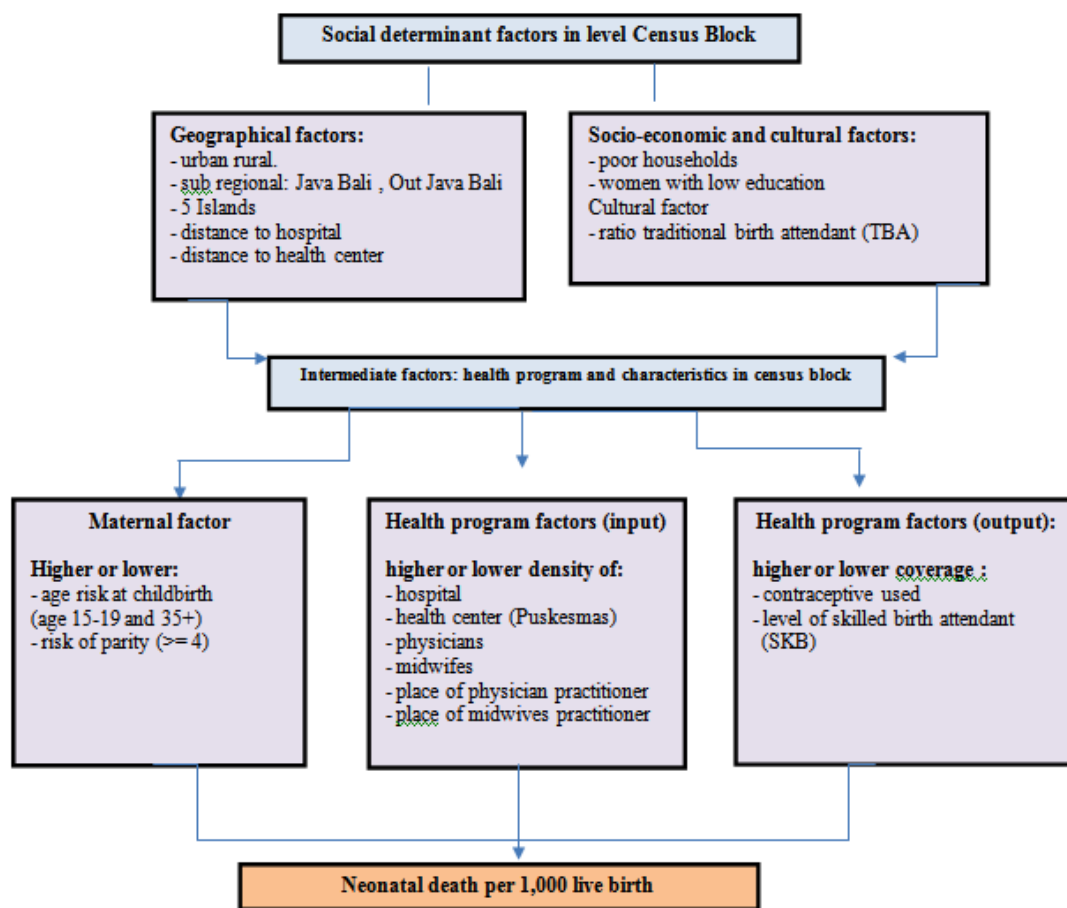 Social determinant factors in level Census Block
Geographical factors:
- urban rural.
- sub regional: Java Bali , Out Java Bali
- 5 Islands
- distance to hospital
- distance to health center
Socio-economic and cultural factors:
- poor households
- women with low education
Cultural factor
- ratio traditional birth attendant (TBA)
Intermediate factors: health program and characteristics in census block
Maternal factor
Higher or lower:
- age risk at childbirth
(age 15-19 and 35+)
- risk of parity (>= 4)
Health program factors (input)
higher or lower density of:
- hospital
- health center (Puskesmas)
- physicians
- midwifes
- place of physician practitioner
- place of midwives practitioner
Health program factors (output):
higher or lower coverage :
- contraceptive used
- level of skilled birth attendant
(SKB)
Neonatal death per 1,000 live birth